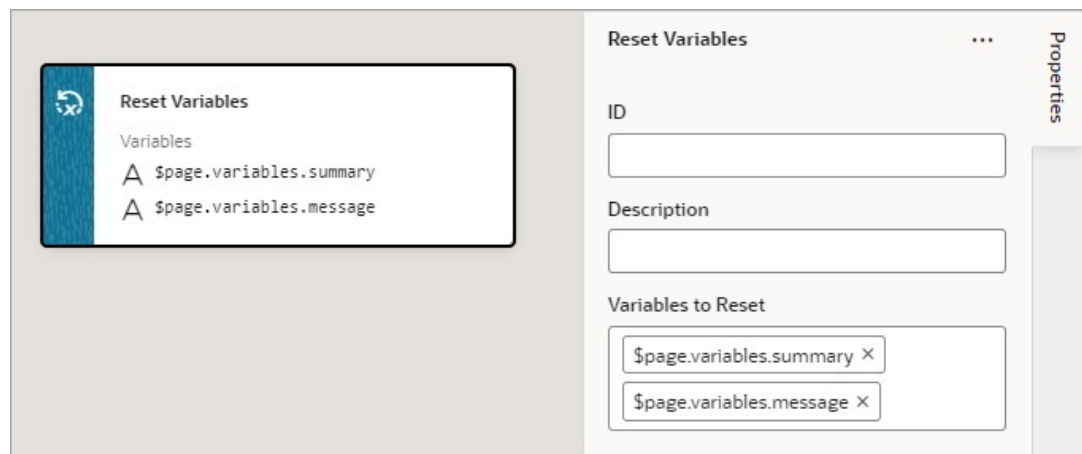 Reset Variables
Variables
A $page.variables.summary
A $page.variables.message
Reset Variables
...
Properties
ID
Description
Variables to Reset
$page.variables.summary ×
$page.variables.message ×